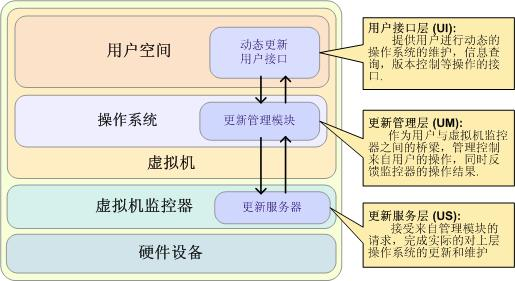 用户空间
动态更新
用户接口
操作系统
更新管理模块
虚拟机
虚拟机监控器
更新服务器
硬件设备
用户接口层 (UI):
提供用户进行动态的
操作系统的维护，信息查
询，版本控制等操作的接
口.
更新管理层 (UM):
作为用户与虚拟机监控
器之间的桥梁，管理控制
来自用户的操作，同时反
馈监控器的操作结果.
更新服务层 (US):
接受来自管理模块的
请求，完成实际的对上层
操作系统的更新和维护